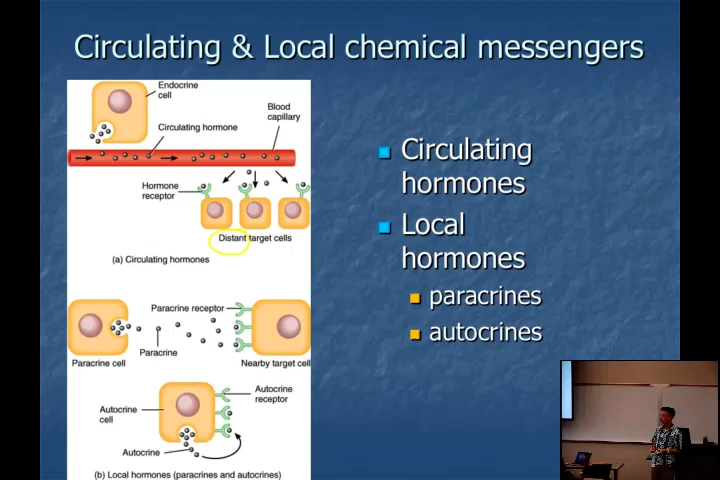 Circulating & Local chemical messengers
Endocrine
cell
Circulating hormone
Blood
capillary
Hormone
receptor
Distant target cells
(a) Circulating hormones
Paracrine receptor
Paracrine
Paracrine cell
Nearby target cell
Autocrine
receptor
Autocrine
cell
Autocrine
(b) Local hormones (paracrines and autocrines)
Circulating
hormones
Local
hormones
paracrines
autocrines